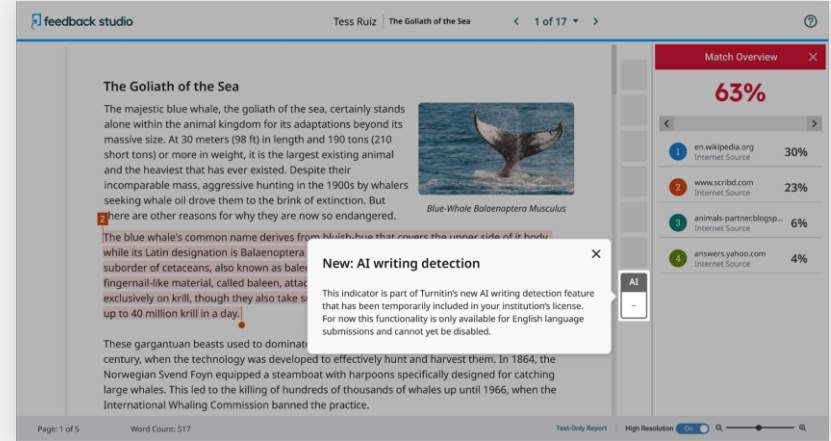 feedback studio
Tess Ruiz | The Goliath of the Sea
1 of 17
The Goliath of the Sea
The majestic blue whale, the goliath of the sea, certainly stands
alone within the animal kingdom for its adaptations beyond its
massive size. At 30 meters (98 ft) in length and 190 tons (210
short tons) or more in weight, it is the largest existing animal
and the heaviest that has ever existed. Despite their
incomparable mass, aggressive hunting in the 1900s by whalers
seeking whale oil drove them to the brink of extinction. But
there are other reasons for why they are now so endangered.
Blue-Whale Balaenoptera Musculus
2
The blue whale's common name derives from bluish-hue that covers the upper side of it body,
while its Latin designation is Balaenoptera
suborder of cetaceans, also known as
fingernail-like material, called baleen,
exclusively on krill, though they also take
up to 40 million krill in a day.
These gargantuan beasts used to
century, when the technology was developed to effectively hunt and harvest them. In 1864, the
Norwegian Svend Foyn equipped a steamboat with harpoons specifically designed for catching
large whales. This led to the killing of hundreds of thousands of whales up until 1966, when the
International Whaling Commission banned the practice.
New: AI writing detection
This indicator is part of Turnitin's new AI writing detection feature
that has been temporarily included in your institution's license.
For now this functionality is only available for English language
submissions and cannot yet be disabled.
AI
--
Match Overview
63%
1 en.wikipedia.org 30%
Internet Source
2 www.scribd.com 23%
Internet Source
3 animals-partner.blogsp... 6%
Internet Source
4 answers.yahoo.com 4%
Internet Source
Page: 1 of 5
Word Count: 517
Text-Only Report
High Resolution On